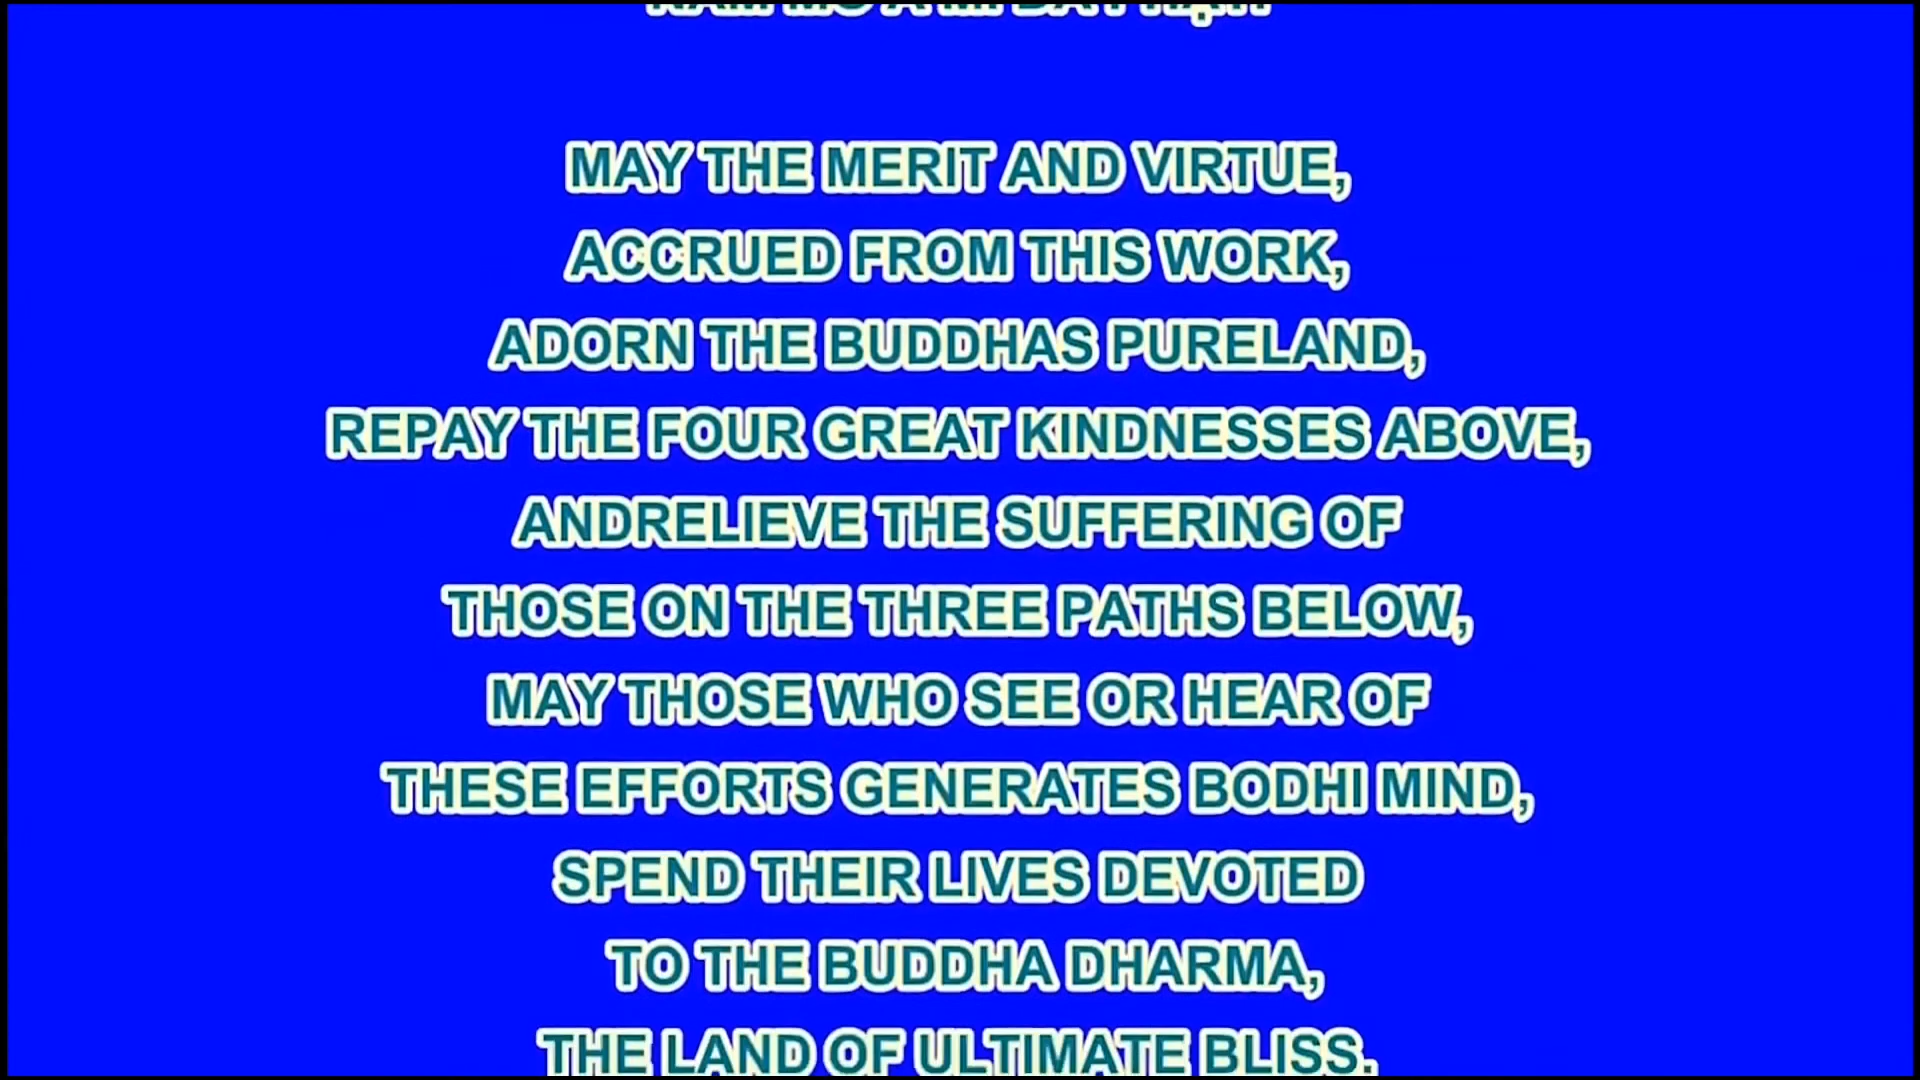 MAY THE MERIT AND VIRTUE,
ACCRUED FROM THIS WORK,
ADORN THE BUDDHAS PURELAND,
REPAY THE FOUR GREAT KINDNESSES ABOVE,
ANDRELIEVE THE SUFFERING OF
THOSE ON THE THREE PATHS BELOW,
MAY THOSE WHO SEE OR HEAR OF
THESE EFFORTS GENERATES BODHI MIND,
SPEND THEIR LIVES DEVOTED
TO THE BUDDHA DHARMA,
THE LAND OF ULTIMATE BLISS.